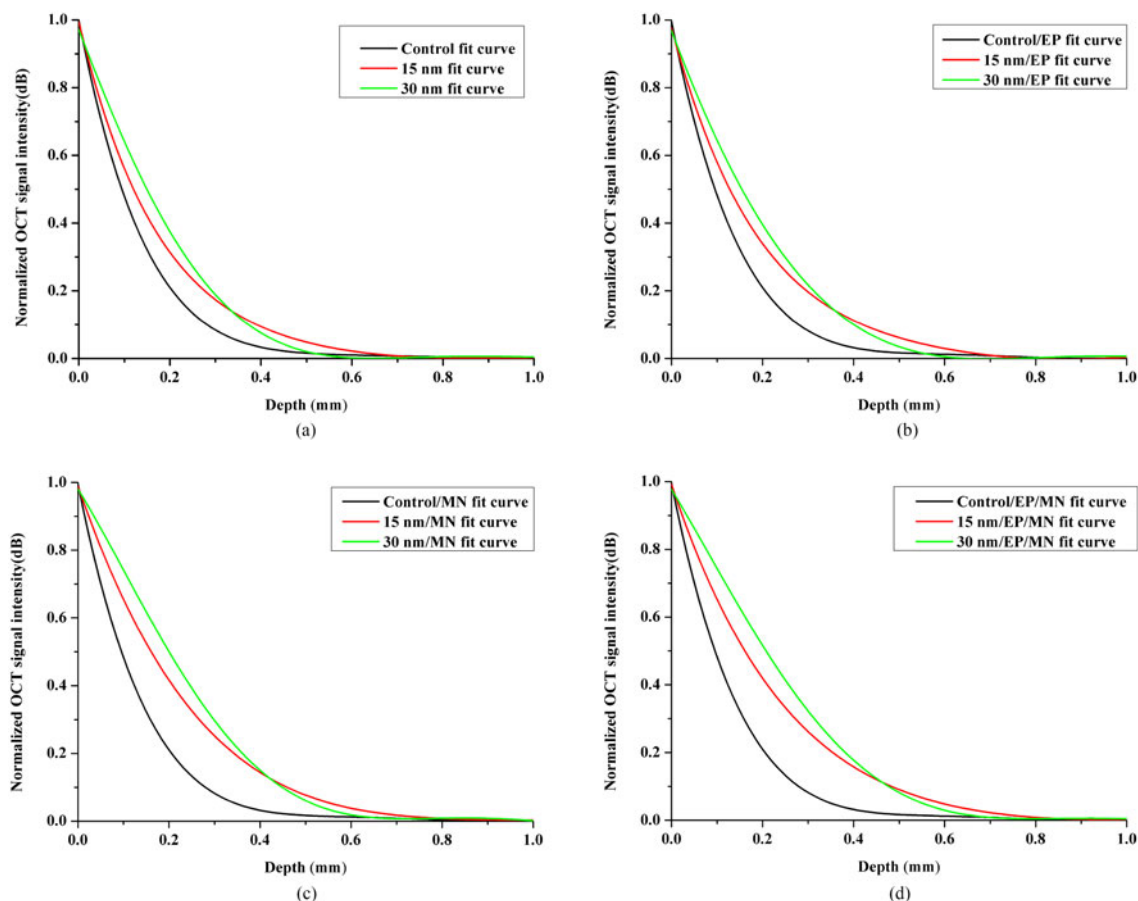 Normalized OCT signal intensity(dB)
1.0
0.8
0.6
0.4
0.2
0.0
Control fit curve
15 nm fit curve
30 nm fit curve
0.0 0.2 0.4 0.6 0.8 1.0
Depth (mm)
(a)
Normalized OCT signal intensity(dB)
1.0
0.8
0.6
0.4
0.2
0.0
Control/EP fit curve
15 nm/EP fit curve
30 nm/EP fit curve
0.0 0.2 0.4 0.6 0.8 1.0
Depth (mm)
(b)
Normalized OCT signal intensity(dB)
1.0
0.8
0.6
0.4
0.2
0.0
Control/MN fit curve
15 nm/MN fit curve
30 nm/MN fit curve
0.0 0.2 0.4 0.6 0.8 1.0
Depth (mm)
(c)
Normalized OCT signal intensity(dB)
1.0
0.8
0.6
0.4
0.2
0.0
Control/EP/MN fit curve
15 nm/EP/MN fit curve
30 nm/EP/MN fit curve
0.0 0.2 0.4 0.6 0.8 1.0
Depth (mm)
(d)